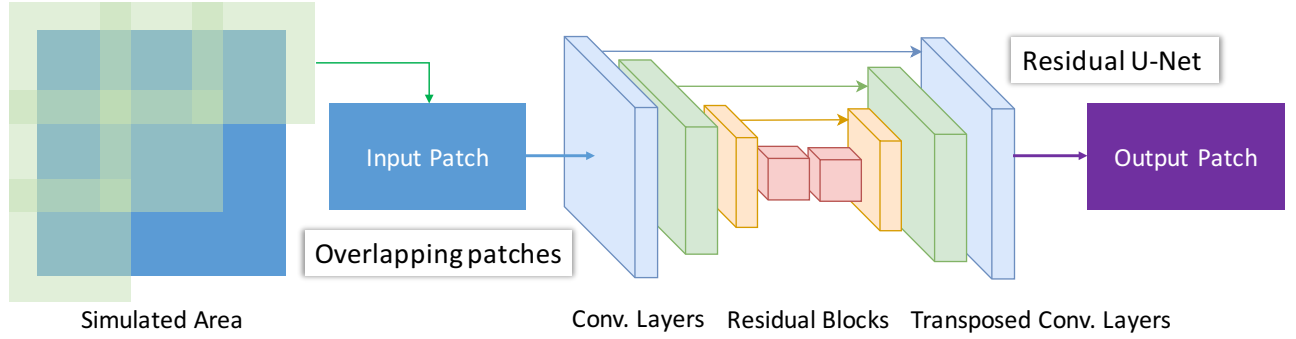 Residual U-Net
Input Patch
Output Patch
Overlapping patches
Simulated Area
Conv. Layers
Residual Blocks
Transposed Conv. Layers